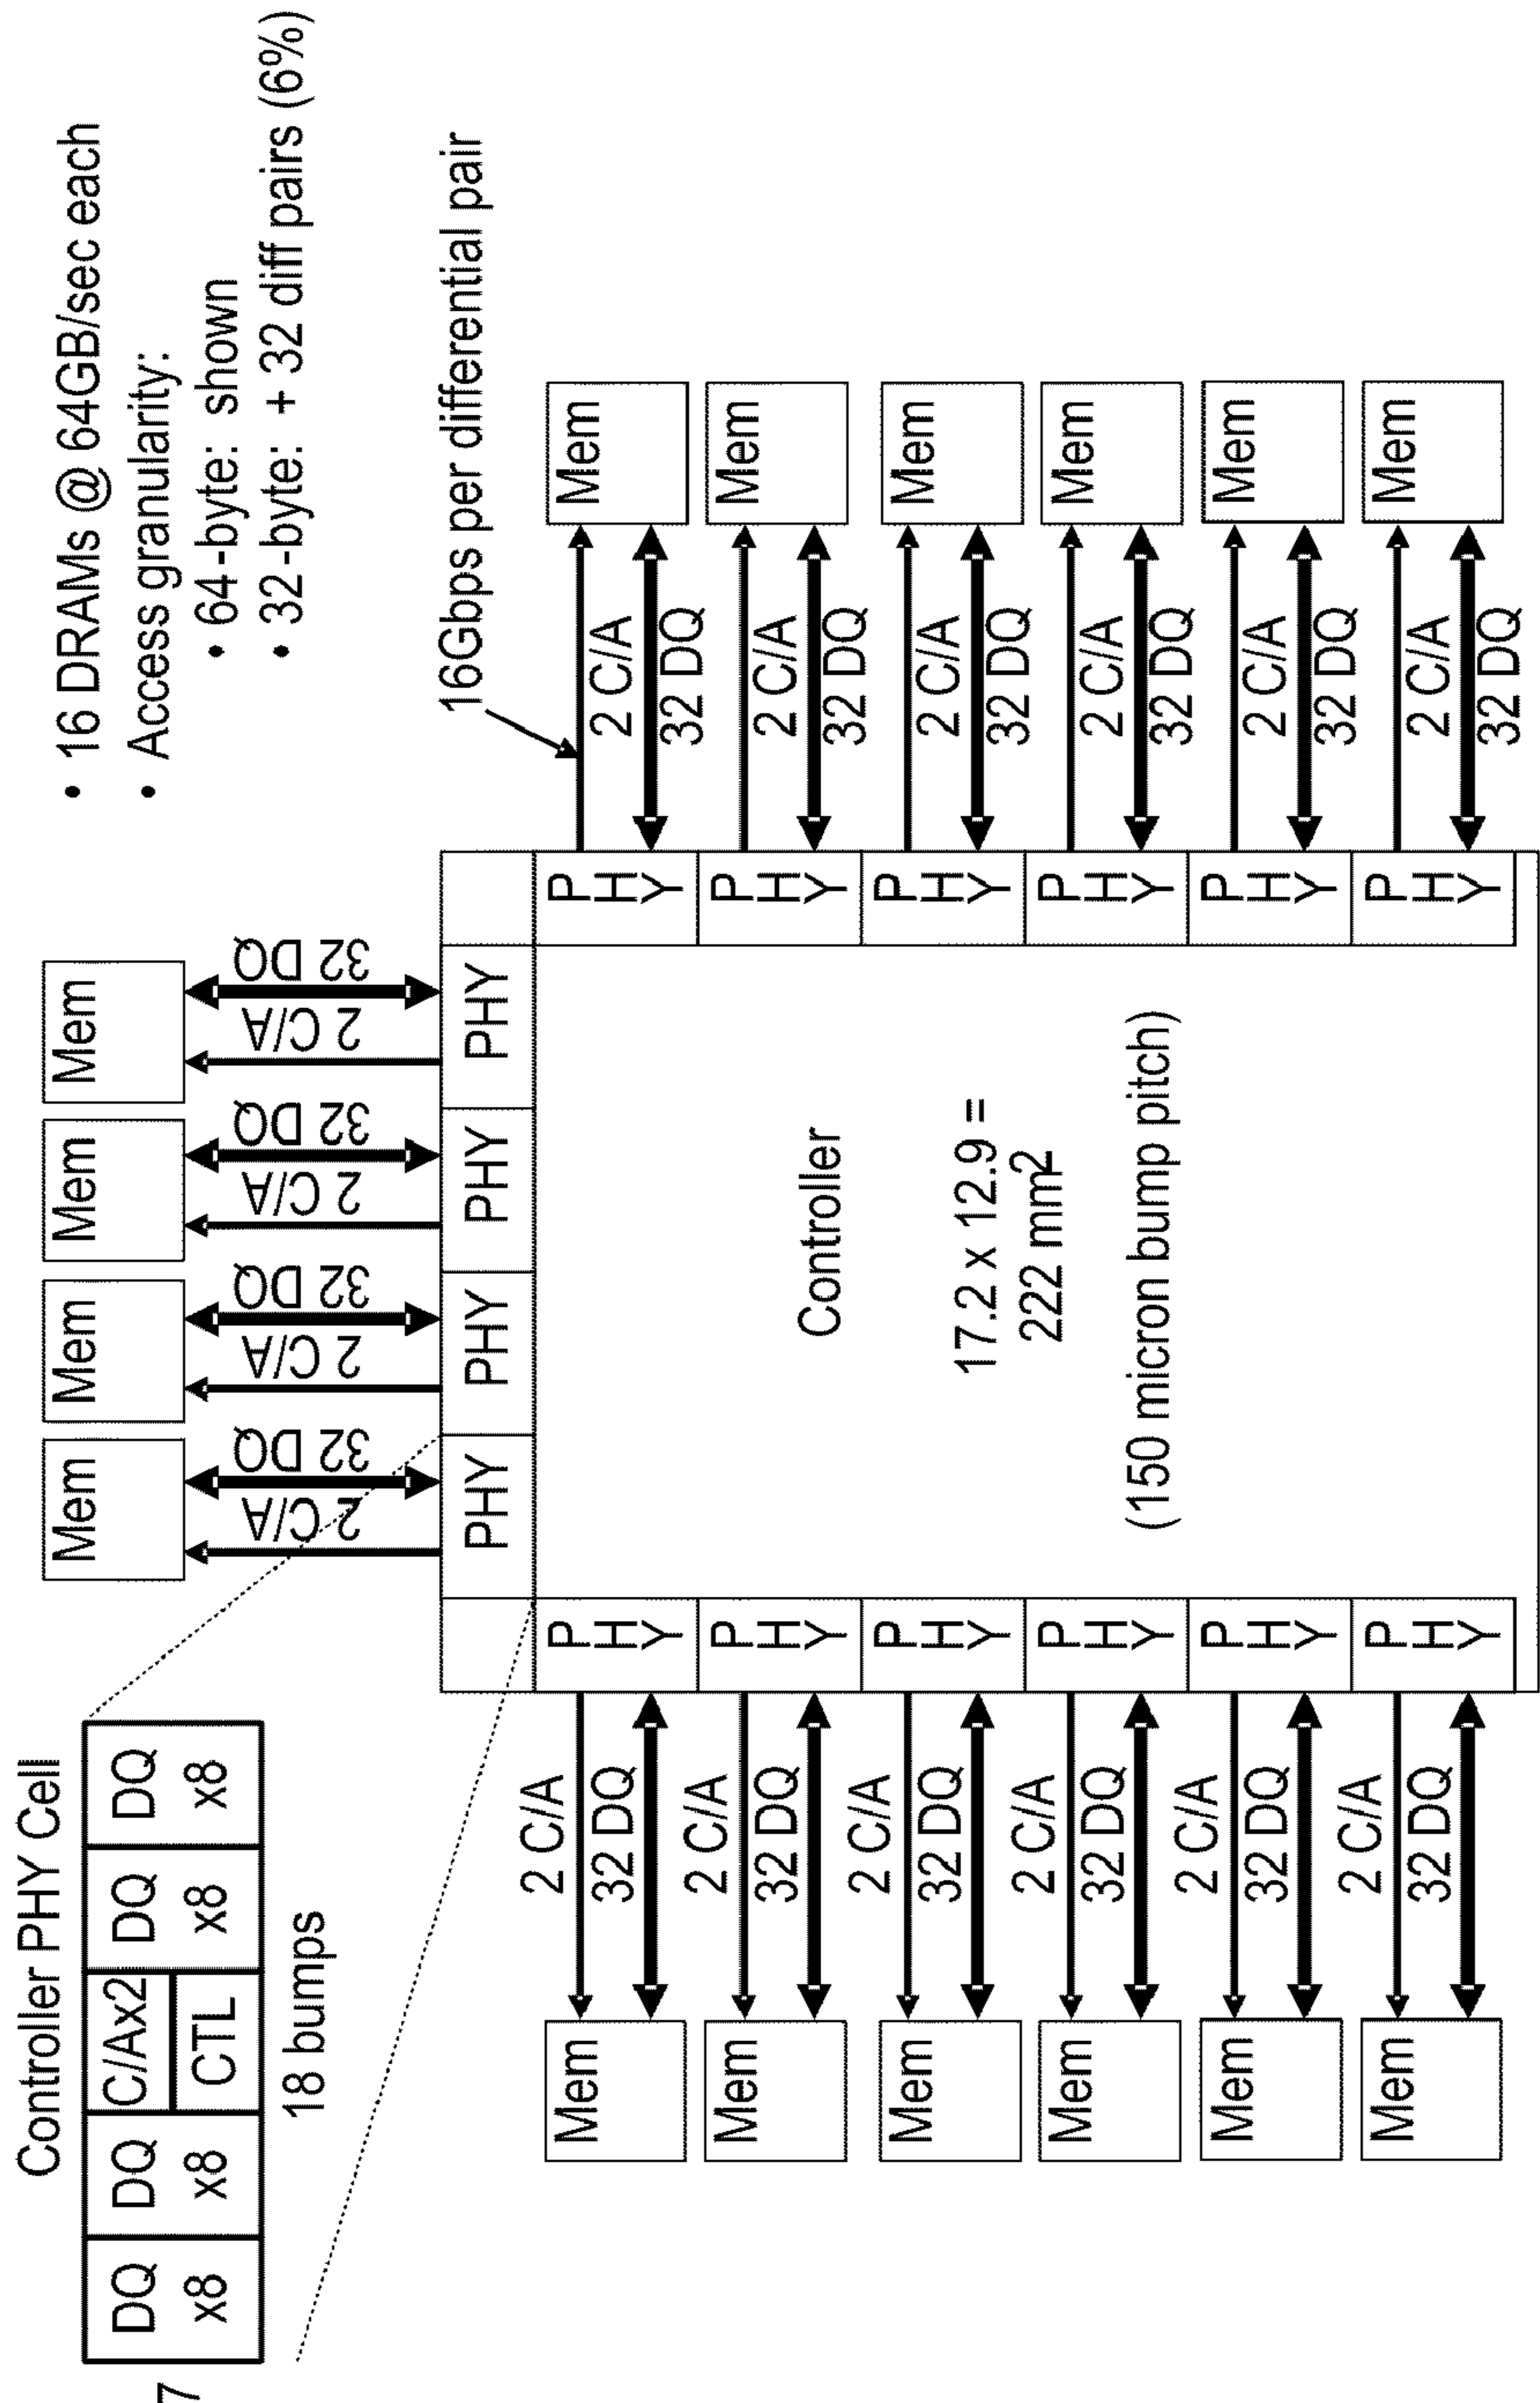 Controller PHY Cell
7
DQ
x8
DQ
x8
C/Ax2
CTL
DQ
x8
DQ
x8
18 bumps
Mem
Mem
Mem
Mem
2 C/A
32 DQ
2 C/A
32 DQ
2 C/A
32 DQ
2 C/A
32 DQ
• 16 DRAMs @ 64GB/sec each
• Access granularity:
• 64-byte: shown
• 32-byte: + 32 diff pairs (6%)
16Gbps per differential pair
PHY
PHY
PHY
PHY
Mem
2 C/A
32 DQ
PHY
Mem
2 C/A
32 DQ
PHY
Mem
2 C/A
32 DQ
PHY
Mem
2 C/A
32 DQ
PHY
Mem
2 C/A
32 DQ
PHY
Mem
2 C/A
32 DQ
PHY
Controller
17.2 x 12.9 =
222 mm2
(150 micron bump pitch)
PHY
2 C/A
32 DQ
Mem
PHY
2 C/A
32 DQ
Mem
PHY
2 C/A
32 DQ
Mem
PHY
2 C/A
32 DQ
Mem
PHY
2 C/A
32 DQ
Mem
PHY
2 C/A
32 DQ
Mem